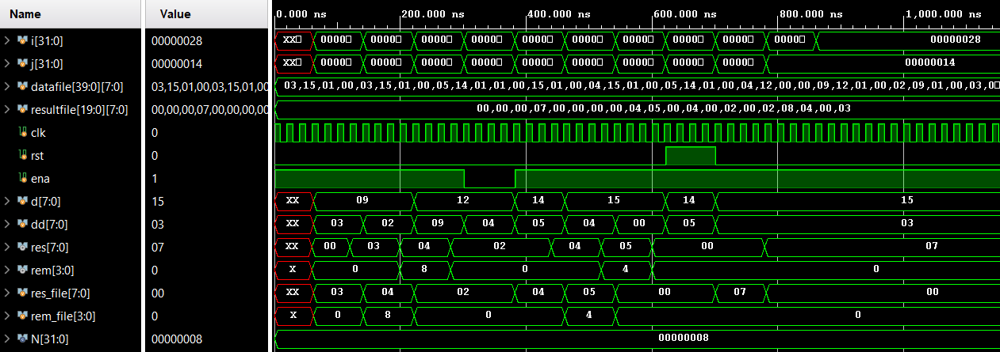 Name Value 0.000 ns 200.000 ns 400.000 ns 600.000 ns 800.000 ns 1,000.000 ns
i[31:0] 00000028 XX 0000 0000 0000 0000 0000 0000 0000 0000 0000 0000 00000028
j[31:0] 00000014 XX 0000 0000 0000 0000 0000 0000 0000 0000 0000 00000014
datafile[39:0][7:0] 03,15,01,00,03,15,01,00 03,15,01,00,03,15,01,00,05,14,01,01,00,15,01,00,04,15,01,00,05,14,01,00,04,12,00,00,09,12,01,00,02,09,01,00,03,0
resultfile[19:0][7:0] 00,00,00,07,00,00,00,00 00,00,00,07,00,00,00,00,04,05,00,04,00,02,00,02,08,04,00,03
clk 0
rst 0
ena 1
d[7:0] 15 XX 09 12 14 15 14 15
dd[7:0] 03 XX 03 02 09 04 05 04 00 05 03
res[7:0] 07 XX 00 03 04 02 04 05 00 07
rem[3:0] 0 X 0 8 0 4 0
res_file[7:0] 00 XX 03 04 02 04 05 00 07 00
rem_file[3:0] 0 X 0 8 0 4 0
N[31:0] 00000008 00000008